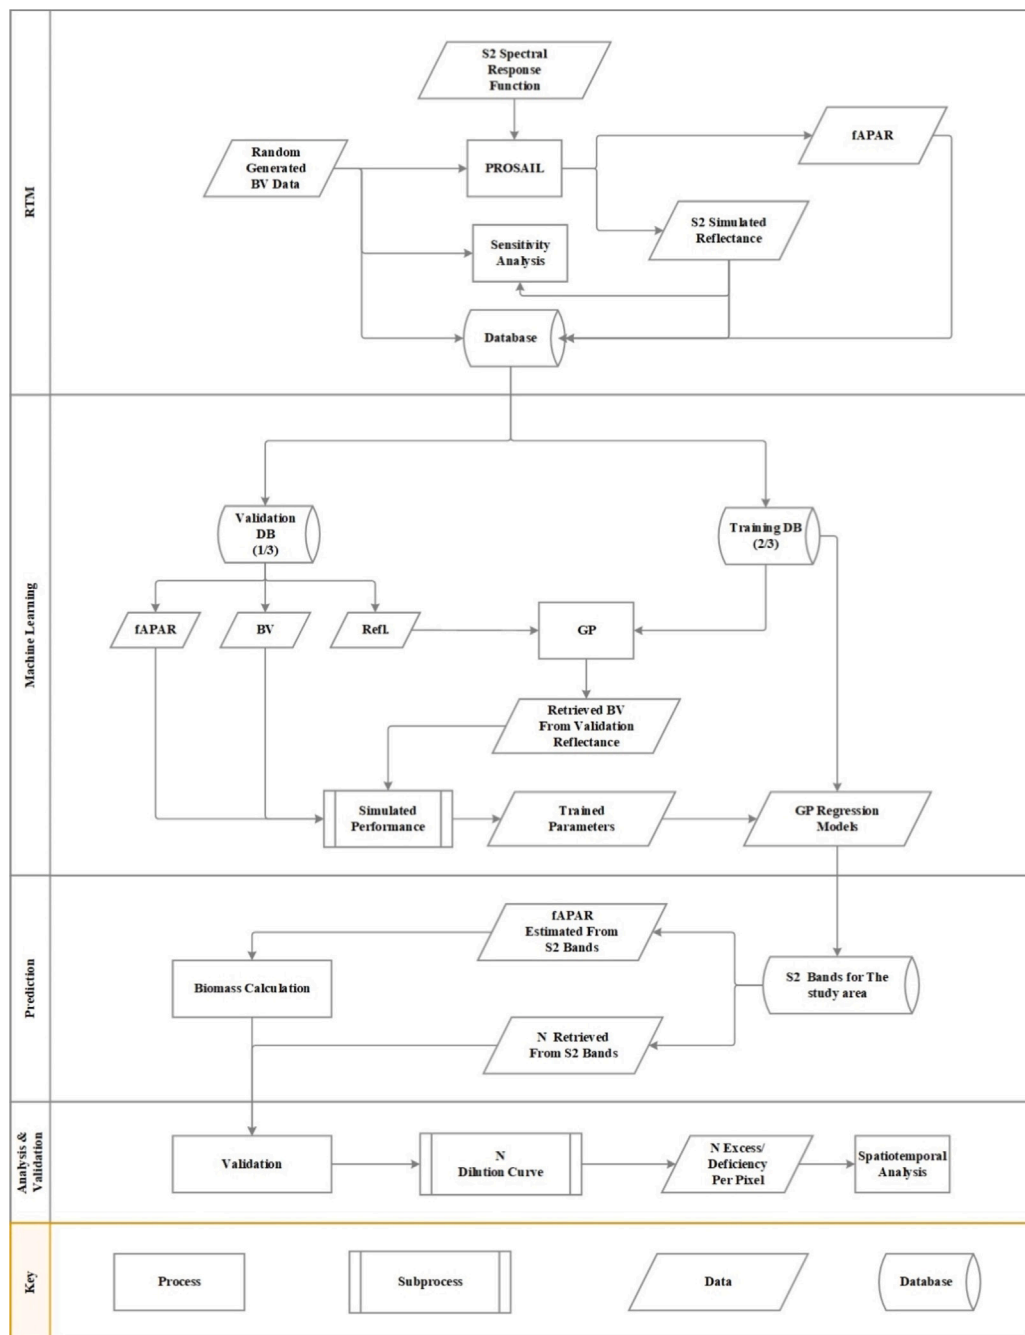 RTM
S2 Spectral
Response
Function
Random
Generated
BV Data
PROSAIL
fAPAR
S2 Simulated
Reflectance
Sensitivity
Analysis
Database
Machine Learning
Validation
DB
(1/3)
Training DB
(2/3)
fAPAR
BV
Refl.
GP
Retrieved BV
From Validation
Reflectance
Simulated
Performance
Trained
Parameters
GP Regression
Models
Prediction
fAPAR
Estimated From
S2 Bands
Biomass Calculation
S2 Bands for The
study area
N Retrieved
From S2 Bands
Analysis &
Validation
Validation
N
Dilution Curve
N Excess/
Deficiency
Per Pixel
Spatiotemporal
Analysis
Key
Process
Subprocess
Data
Database